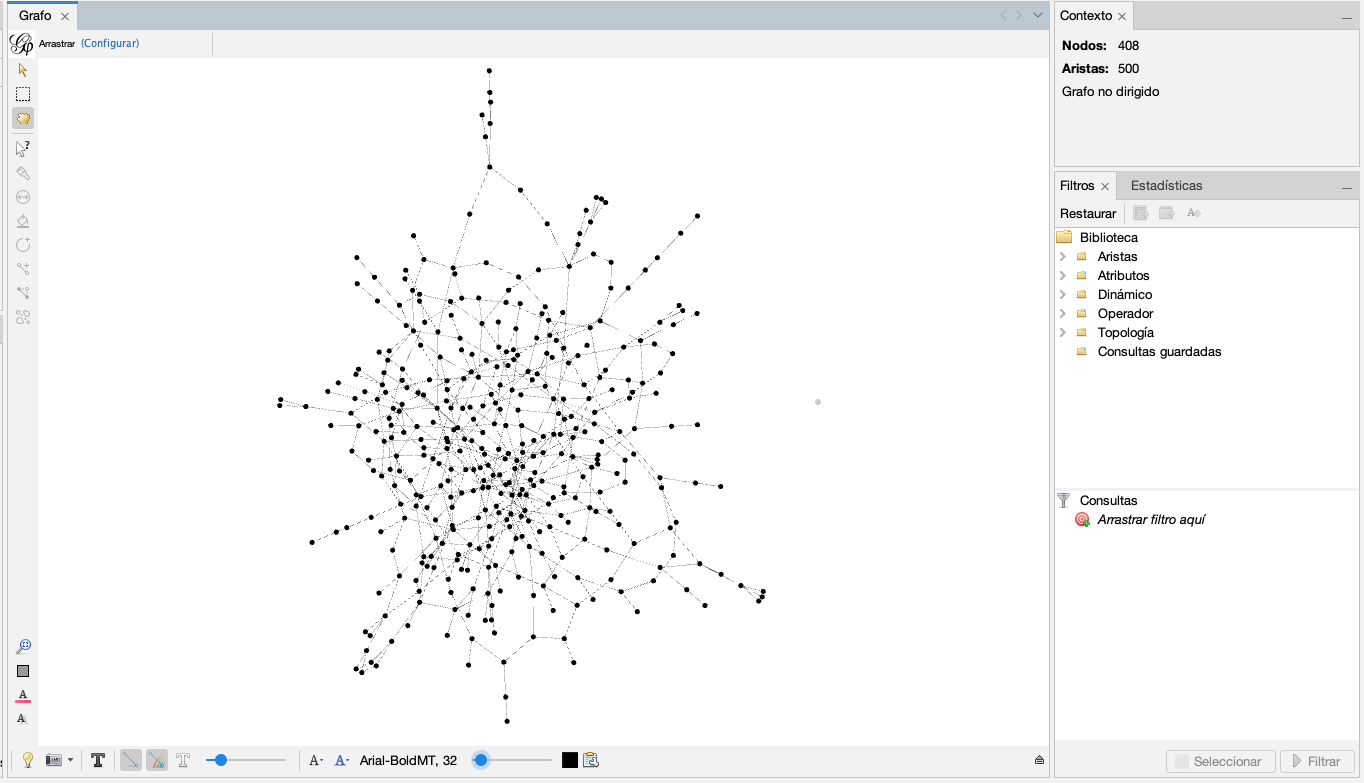 Grafo
Arrastrar (Configurar)
Contexto
Nodos: 408
Aristas: 500
Grafo no dirigido
Filtros
Estadísticas
Restaurar
Biblioteca
Aristas
Atributos
Dinámico
Operador
Topología
Consultas guardadas
Consultas
Arrastrar filtro aquí
Arial-BoldMT, 32
Seleccionar
Filtrar